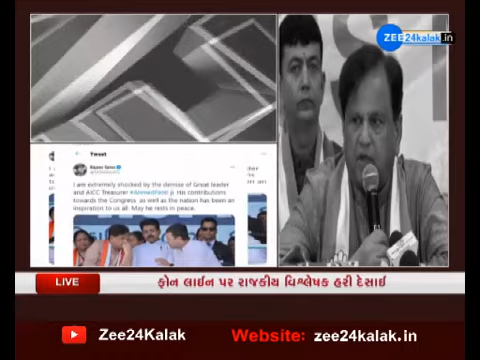 ZEE24kalak.in
Tweet
I am extremely shocked by the demise of Great leader
and AICC Treasurer #AhmedPatel ji His contributions
towards the Congress as well as the nation has been an
inspiration to us all. May he rests in peace.
LIVE
ફોન લાઈન પર રાજકીય વિશ્લેષક હરી દેસાઈ
Zee24Kalak
Website: zee24kalak.in